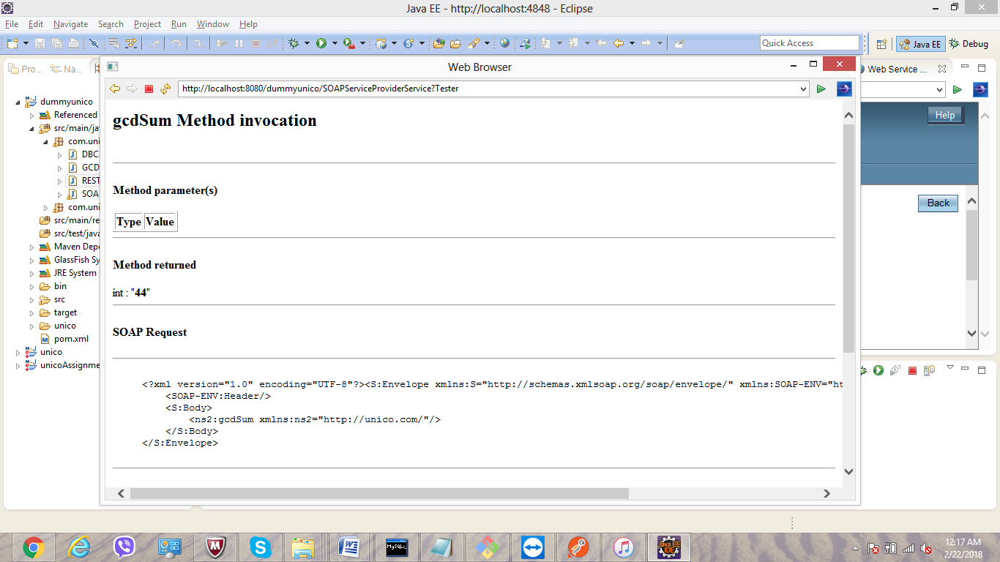 Java EE - http://localhost:4848 - Eclipse
File Edit Navigate Search Project Run Window Help
Quick Access
Java EE
Debug
Pro...
Na...
Web Service ...
Web Browser
http://localhost:8080/dummyunico/SOAPServiceProviderService?Tester
Help
Back
dummyunico
Referenced
src/main/jav
com.uni
DBC
GCD
REST
SOA
com.uni
src/main/re
src/test/java
Maven Depe
GlassFish Sy
JRE System
bin
src
target
unico
pom.xml
unico
unicoAssignme
gcdSum Method invocation
Method parameter(s)
Type Value
Method returned
int : "44"
SOAP Request
<?xml version="1.0" encoding="UTF-8"?><S:Envelope xmlns:S="http://schemas.xmlsoap.org/soap/envelope/" xmlns:SOAP-ENV="ht
<SOAP-ENV:Header/>
<S:Body>
<ns2:gcdSum xmlns:ns2="http://unico.com/"/>
</S:Body>
</S:Envelope>
MySQL
Java EE
IDE
12:17 AM
2/22/2018